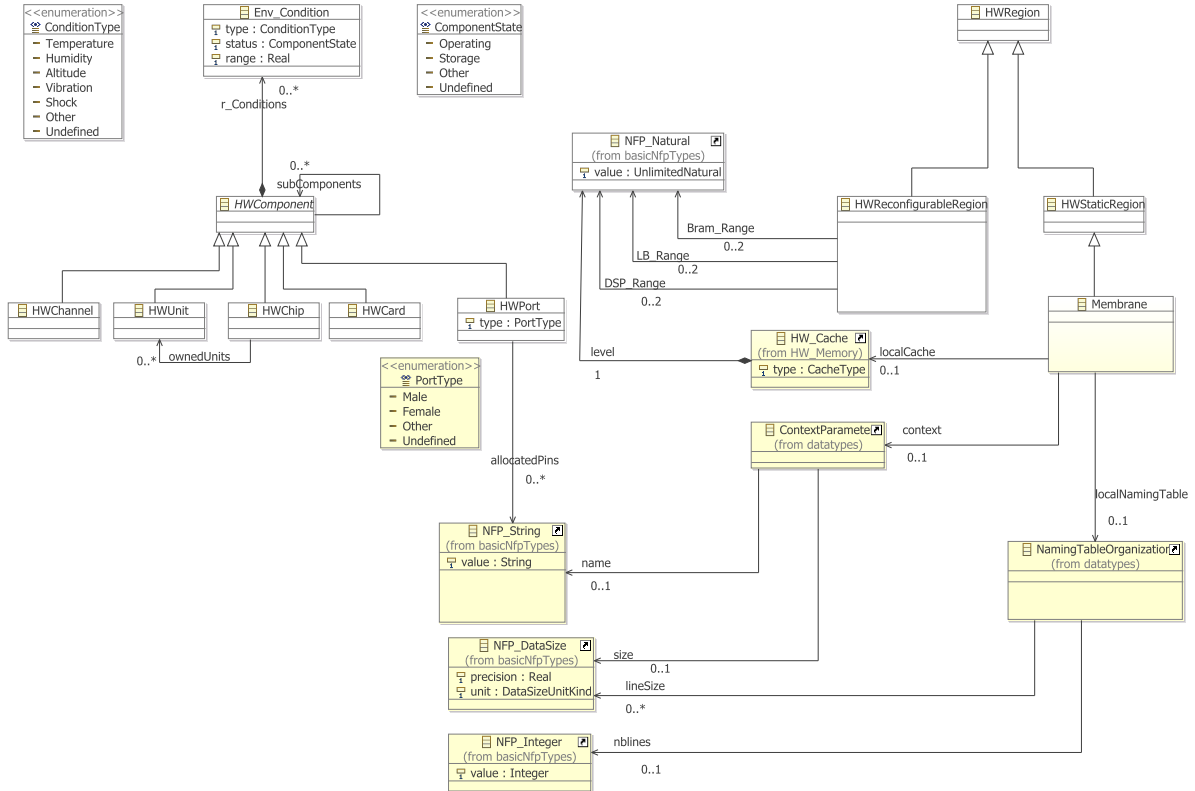 <<enumeration>>
ConditionType
Temperature
Humidity
Altitude
Vibration
Shock
Other
Undefined
Env_Condition
type : ConditionType
status : ComponentState
range : Real
<<enumeration>>
ComponentState
Operating
Storage
Other
Undefined
HWRegion
0..*
r_Conditions
0..*
subComponents
HWComponent
NFP_Natural
(from basicNfpTypes)
value : UnlimitedNatural
HWReconfigurableRegion
HWStaticRegion
Bram_Range
0..2
LB_Range
0..2
DSP_Range
0..2
HWChannel
HWUnit
HWChip
HWCard
HWPort
type : PortType
Membrane
0..*
ownedUnits
level
1
HW_Cache
(from HW_Memory)
type : CacheType
localCache
0..1
<<enumeration>>
PortType
Male
Female
Other
Undefined
ContextParamete
(from datatypes)
context
0..1
allocatedPins
0..*
localNamingTable
0..1
NFP_String
(from basicNfpTypes)
value : String
name
0..1
NamingTableOrganization
(from datatypes)
NFP_DataSize
(from basicNfpTypes)
precision : Real
unit : DataSizeUnitKind
size
0..1
lineSize
0..*
NFP_Integer
(from basicNfpTypes)
value : Integer
nblines
0..1